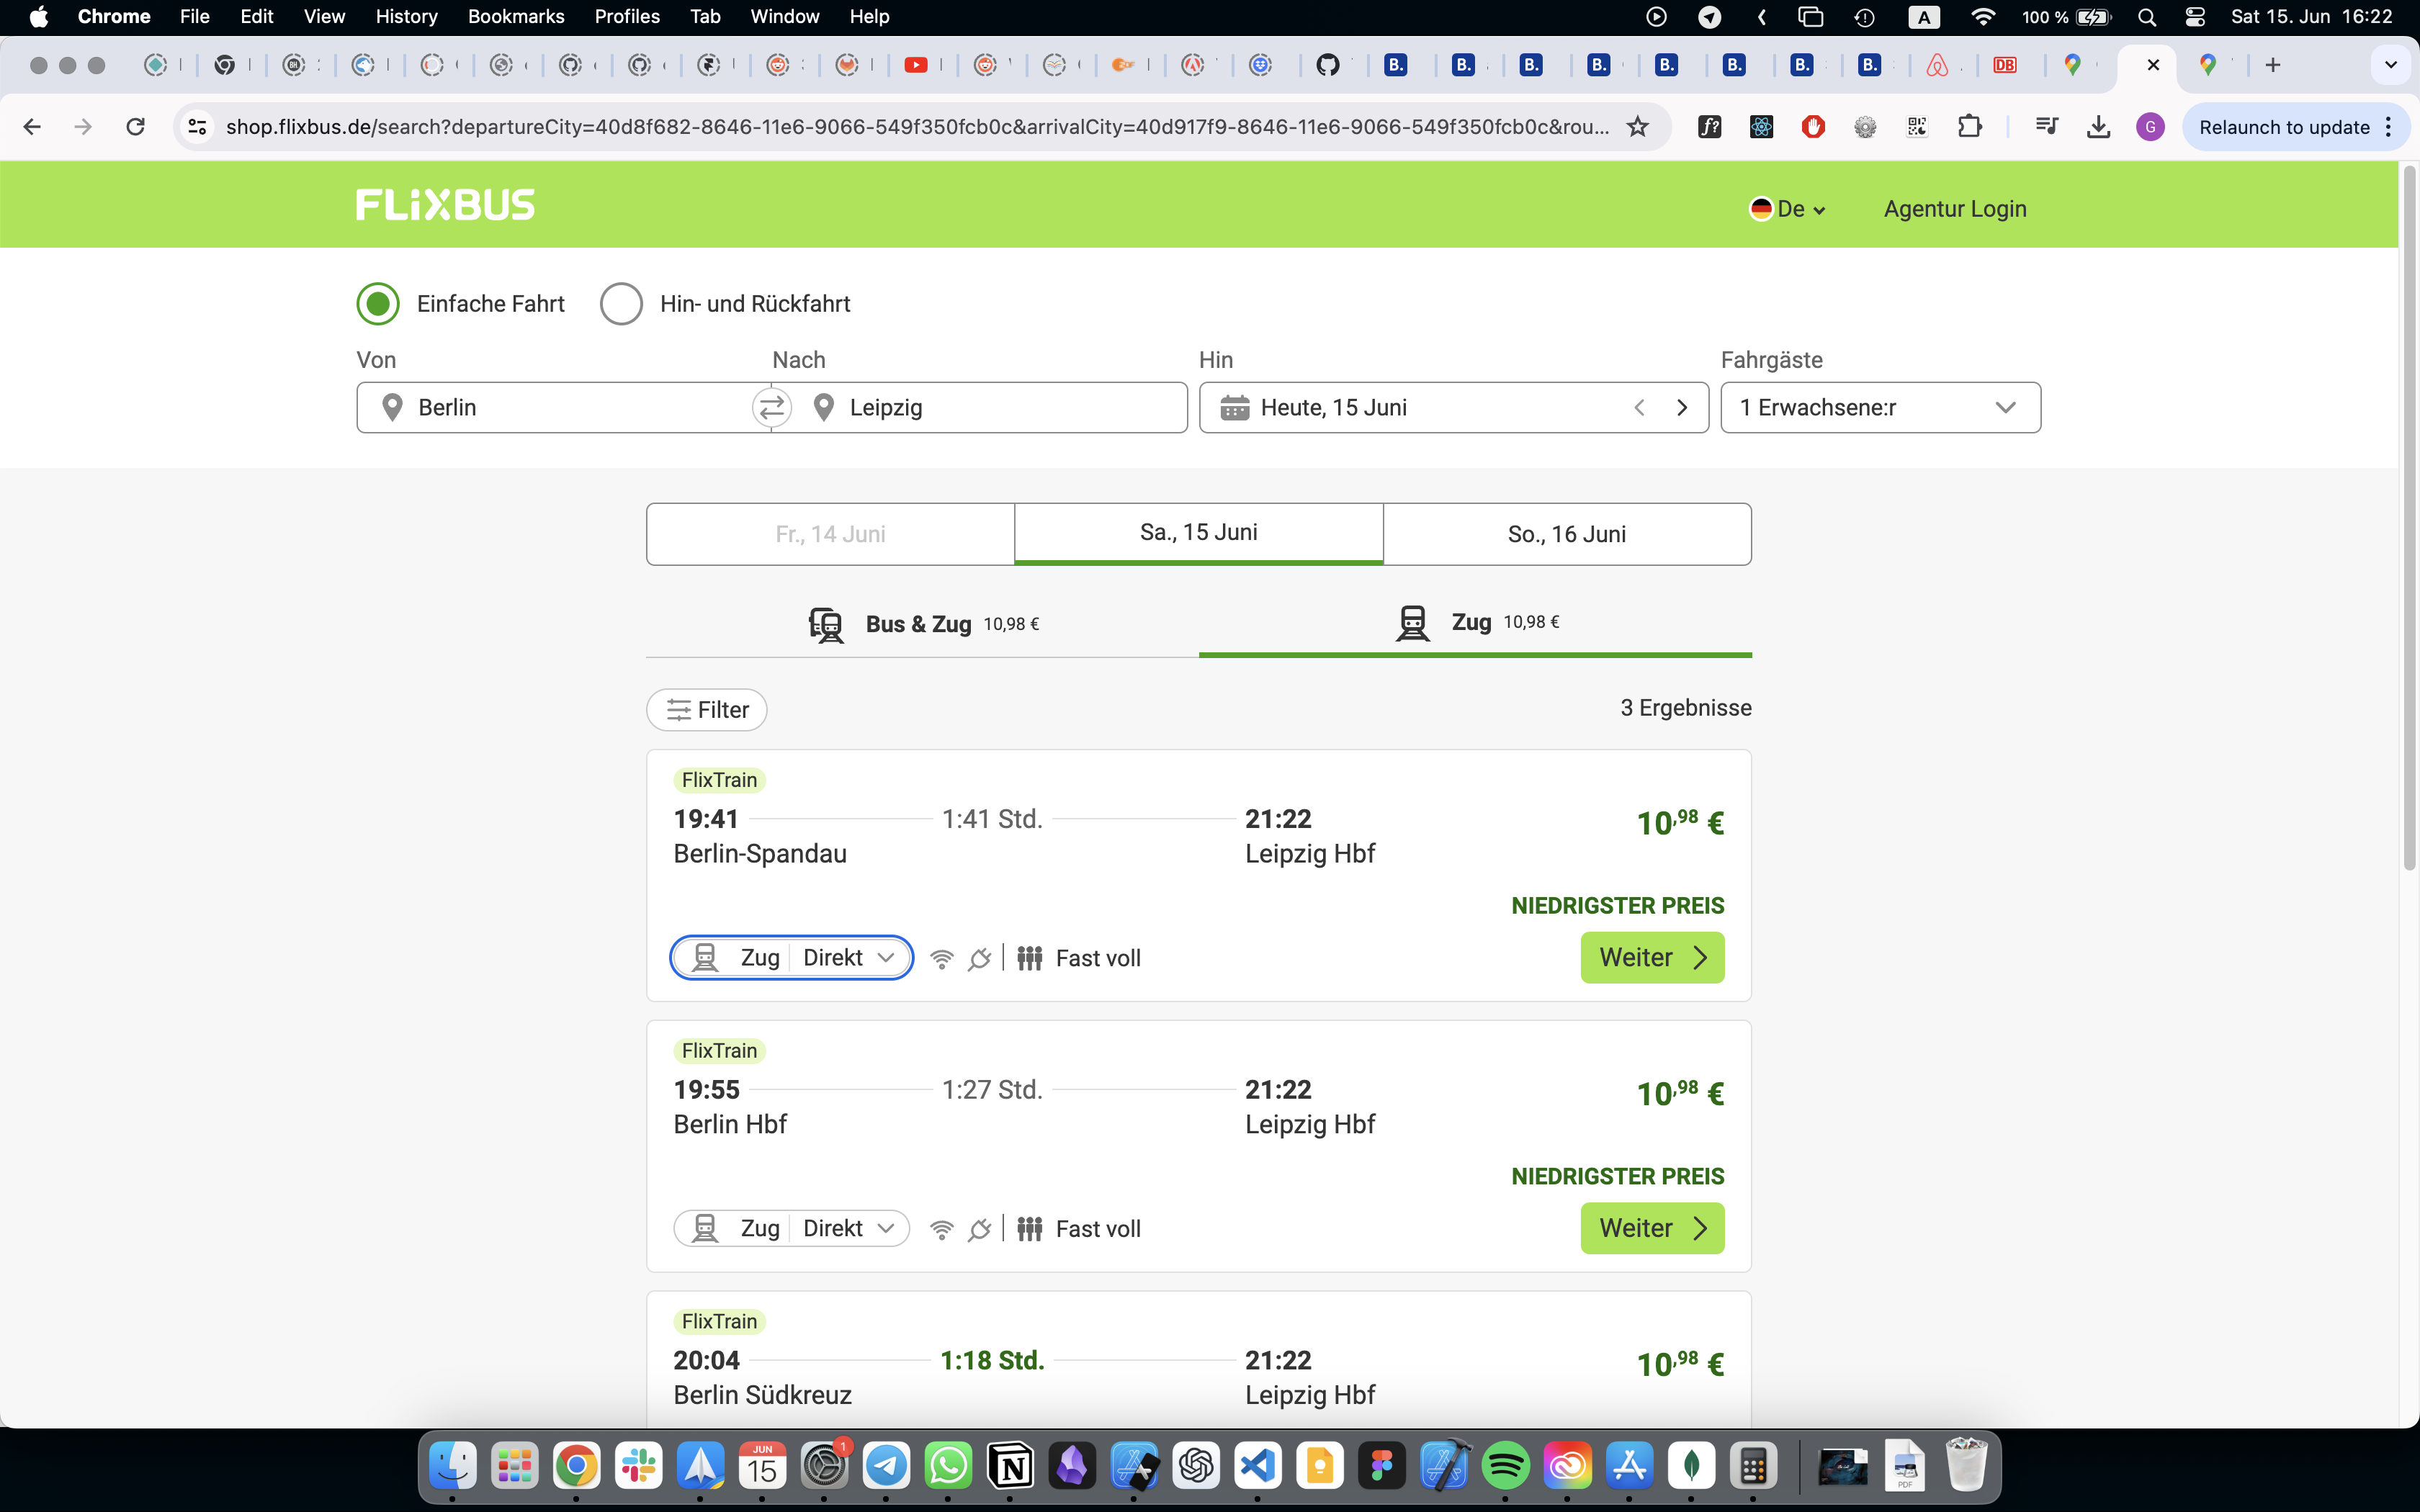 Chrome File Edit View History Bookmarks Profiles Tab Window Help A 100 % Sat 15. Jun 16:22
B. B. B. B. B. B. B. B. DB
shop.flixbus.de/search?departureCity=40d8f682-8646-11e6-9066-549f350fcb0c&arrivalCity=40d917f9-8646-11e6-9066-549f350fcb0c&rou... f? G Relaunch to update
FLiXBUS De Agentur Login
Einfache Fahrt Hin- und Rückfahrt
Von Nach Hin Fahrgäste
Berlin Leipzig Heute, 15 Juni 1 Erwachsene:r
Fr., 14 Juni Sa., 15 Juni So., 16 Juni
Bus & Zug 10,98 € Zug 10,98 €
Filter 3 Ergebnisse
FlixTrain
19:41 1:41 Std. 21:22 10,98 €
Berlin-Spandau Leipzig Hbf
NIEDRIGSTER PREIS
Zug Direkt Fast voll Weiter
FlixTrain
19:55 1:27 Std. 21:22 10,98 €
Berlin Hbf Leipzig Hbf
NIEDRIGSTER PREIS
Zug Direkt Fast voll Weiter
FlixTrain
20:04 1:18 Std. 21:22 10,98 €
Berlin Südkreuz Leipzig Hbf
JUN 1
15 N PDF